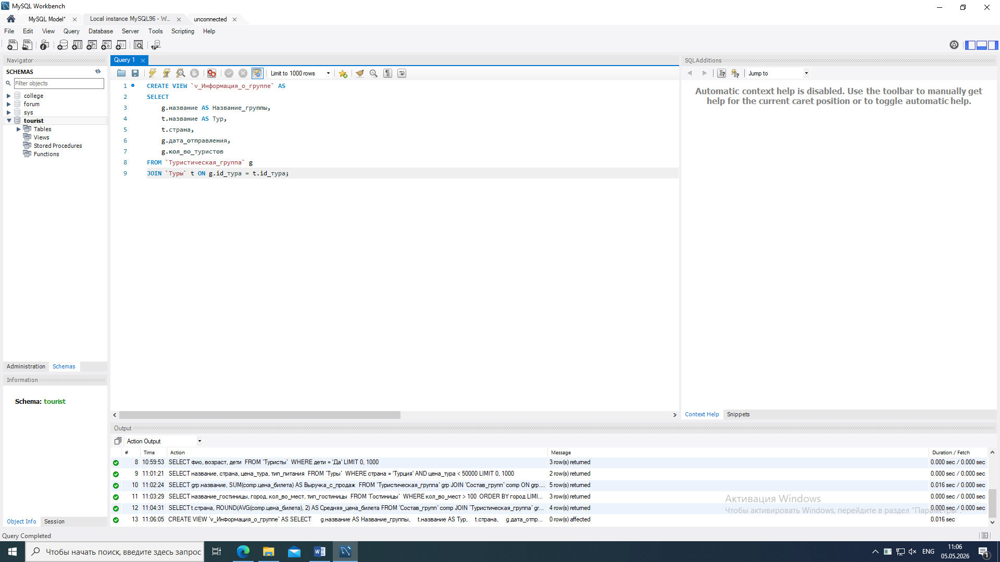 MySQL Workbench
MySQL Model*
Local instance MySQL96 - W...
unconnected
File Edit View Query Database Server Tools Scripting Help
Navigator
SCHEMAS
Filter objects
college
forum
sys
tourist
Tables
Views
Stored Procedures
Functions
Administration Schemas
Information
Schema: tourist
Object Info Session
Query 1
Limit to 1000 rows
1 CREATE VIEW `v_Информация_о_группе` AS
2 SELECT
3 g.название AS Название_группы,
4 t.название AS Тур,
5 t.страна,
6 g.дата_отправления,
7 g.кол_во_туристов
8 FROM `Туристическая_группа` g
9 JOIN `Туры` t ON g.id_тура = t.id_тура;
SQLAdditions
Jump to
Automatic context help is disabled. Use the toolbar to manually get
help for the current caret position or to toggle automatic help.
Context Help Snippets
Output
Action Output
# Time Action Message Duration / Fetch
8 10:59:53 SELECT фио, возраст, дети FROM `Туристы` WHERE дети = 'Да' LIMIT 0, 1000 3 row(s) returned 0.000 sec / 0.000 sec
9 11:01:21 SELECT название, страна, цена_тура, тип_питания FROM `Туры` WHERE страна = 'Турция' AND цена_тура < 50000 LIMIT 0, 1000 2 row(s) returned 0.000 sec / 0.000 sec
10 11:02:24 SELECT grp.название, SUM(comp.цена_билета) AS Выручка_с_продаж FROM `Туристическая_группа` grp JOIN `Состав_групп` comp ON grp.... 5 row(s) returned 0.016 sec / 0.000 sec
11 11:03:29 SELECT название_гостиницы, город, кол_во_мест, тип_гостиницы FROM `Гостиницы` WHERE кол_во_мест > 100 ORDER BY город LIMI... 3 row(s) returned 0.000 sec / 0.000 sec
12 11:04:31 SELECT t.страна, ROUND(AVG(comp.цена_билета), 2) AS Средняя_цена_билета FROM `Состав_групп` comp JOIN `Туристическая_группа` gr... 4 row(s) returned 0.000 sec / 0.000 sec
13 11:06:05 CREATE VIEW `v_Информация_о_группе` AS SELECT g.название AS Название_группы, t.название AS Тур, t.страна, g.дата_отпр... 0 row(s) affected 0.016 sec
Активация Windows
Чтобы активировать Windows, перейдите в раздел "Параметры".
Query Completed
Чтобы начать поиск, введите здесь запрос
ENG
11:06
05.05.2026
1